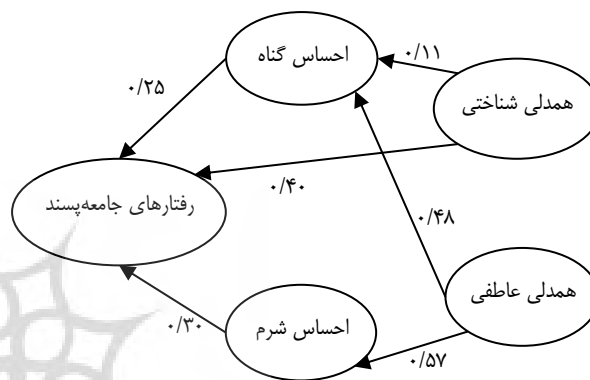 احساس گناه
۰/۱۱
همدلی شناختی
۰/۲۵
۰/۴۰
رفتارهای جامعه‌پسند
۰/۴۸
همدلی عاطفی
احساس شرم
۰/۳۰
۰/۵۷